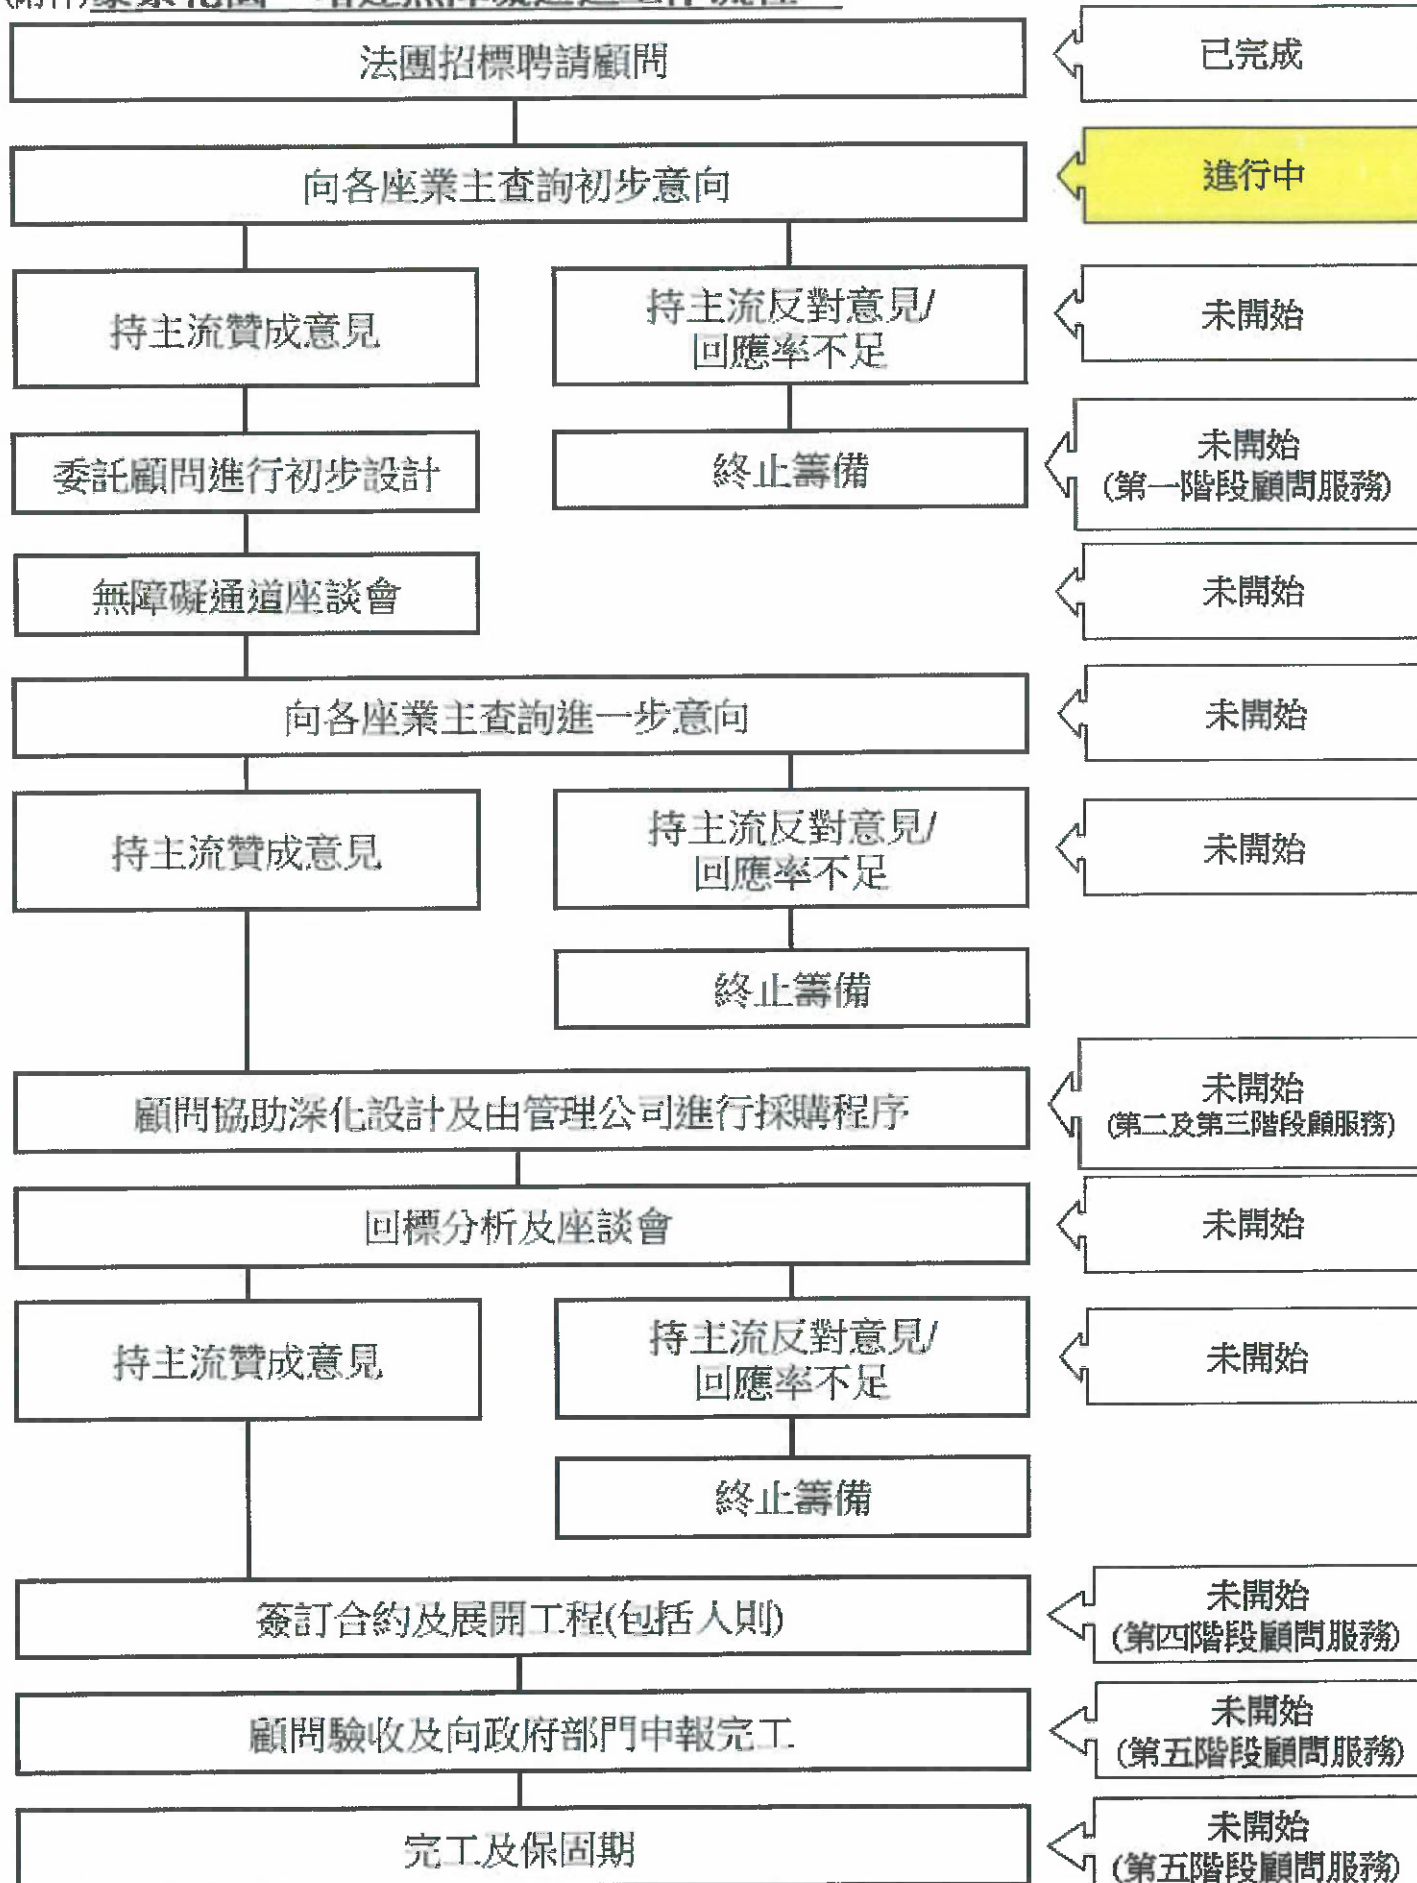 法團招標聘請顧問
已完成
向各座業主查詢初步意向
進行中
持主流贊成意見
持主流反對意見/
回應率不足
未開始
委託顧問進行初步設計
終止籌備
未開始
(第一階段顧問服務)
無障礙通道座談會
未開始
向各座業主查詢進一步意向
未開始
持主流贊成意見
持主流反對意見/
回應率不足
未開始
終止籌備
顧問協助深化設計及由管理公司進行採購程序
未開始
(第二及第三階段顧服務)
回標分析及座談會
未開始
持主流贊成意見
持主流反對意見/
回應率不足
未開始
終止籌備
簽訂合約及展開工程(包括人則)
未開始
(第四階段顧問服務)
顧問驗收及向政府部門申報完工
未開始
(第五階段顧問服務)
完工及保固期
未開始
(第五階段顧問服務)